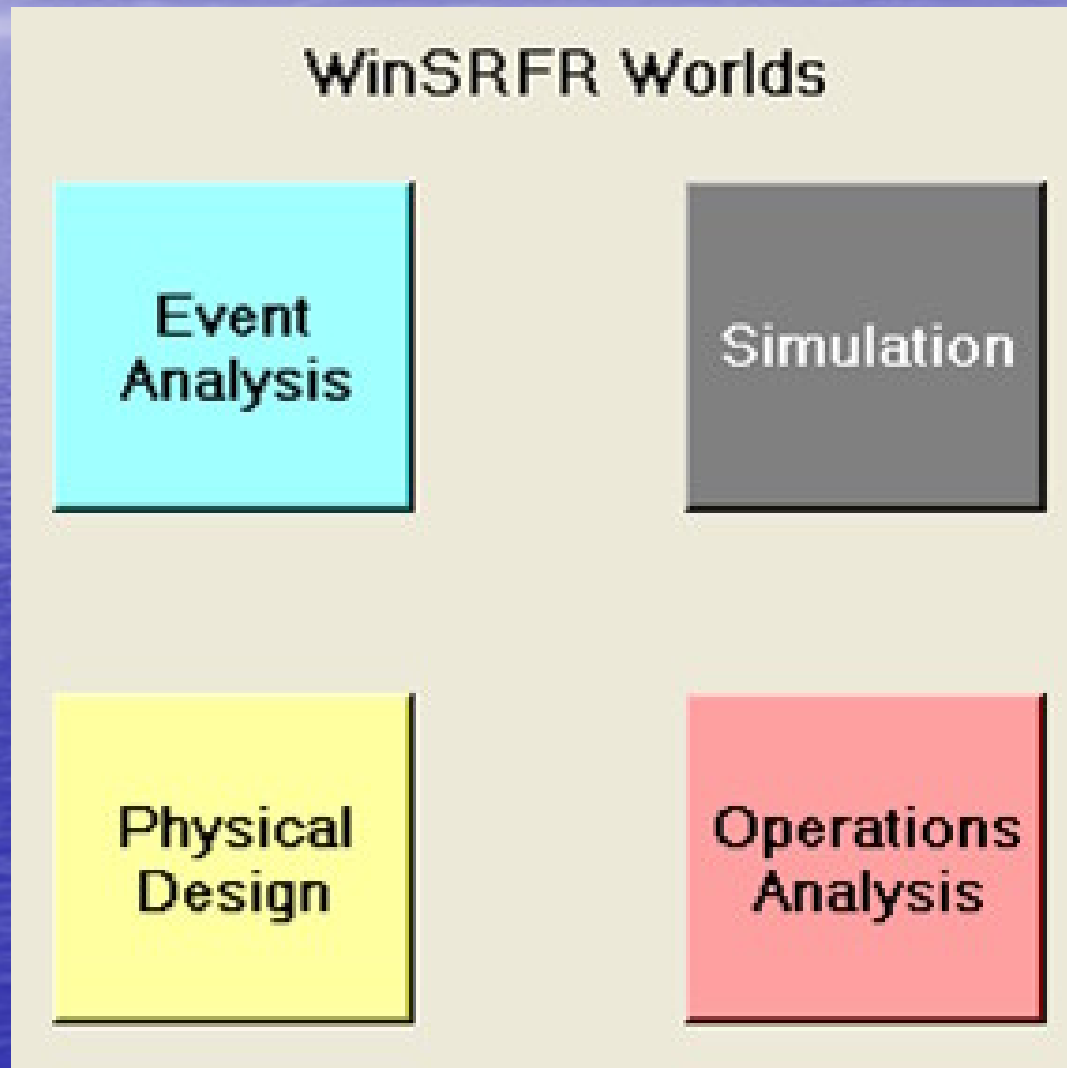 WinSRFR Worlds
Event
Analysis
Simulation
Physical
Design
Operations
Analysis